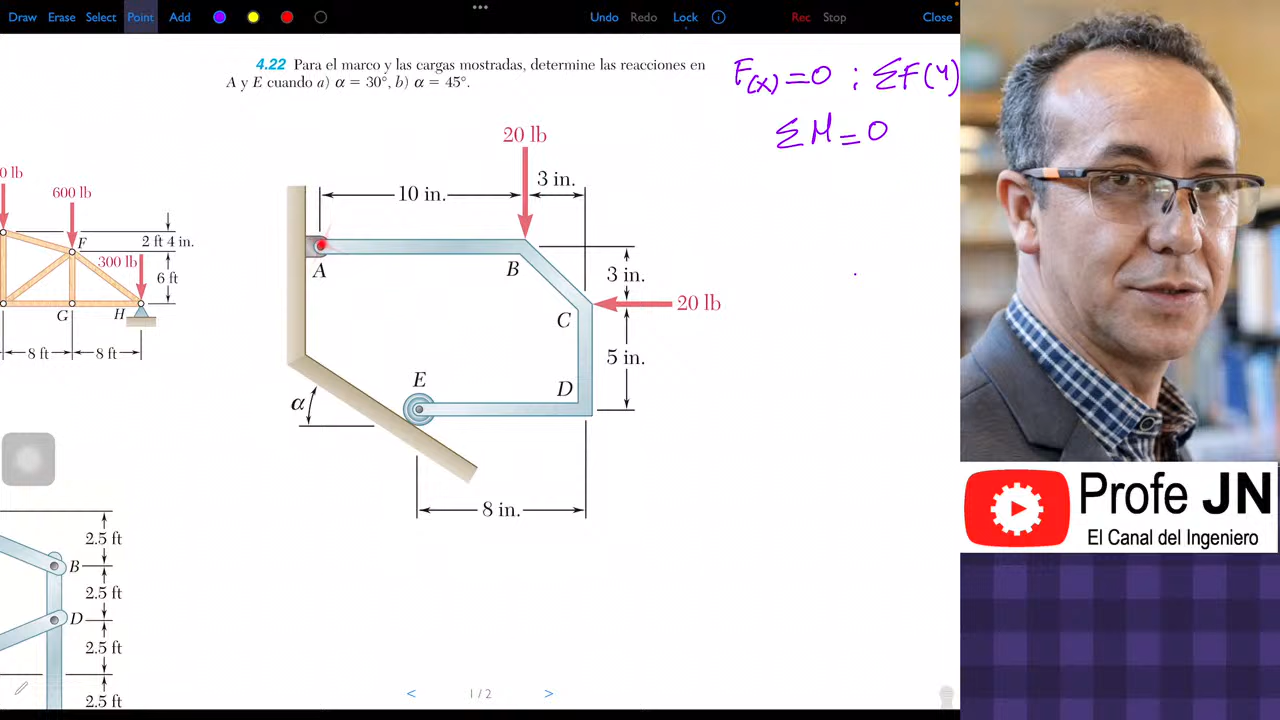 Draw Erase Select Point Add Undo Redo Lock Rec Stop Close
4.22 Para el marco y las cargas mostradas, determine las reacciones en
A y E cuando a) α = 30°, b) α = 45°.
F(x)=0 ; ΣF(y)
ΣM=0
20 lb
10 in.
3 in.
A
B
3 in.
C
20 lb
5 in.
D
E
α
8 in.
0 lb
600 lb
F
2 ft 4 in.
300 lb
6 ft
G
H
8 ft
8 ft
2.5 ft
B
2.5 ft
D
2.5 ft
2.5 ft
< 1 / 2 >
Profe JN
El Canal del Ingeniero